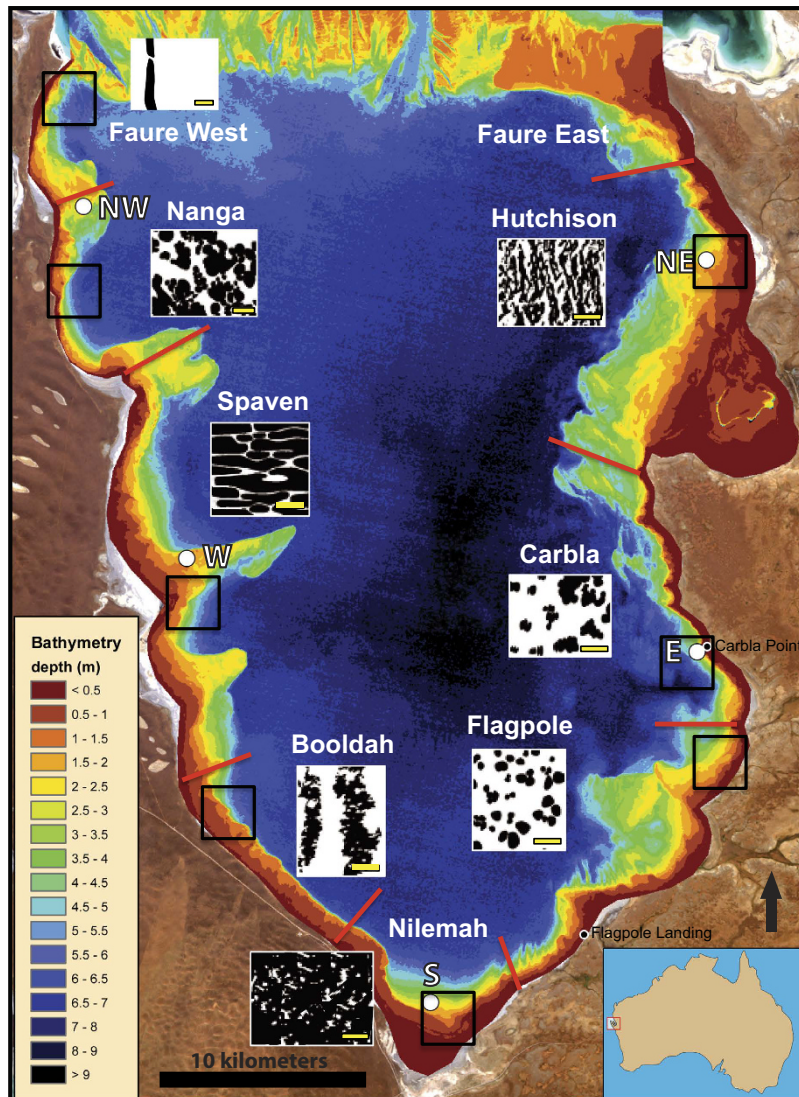 Faure West
Faure East
NW
Nanga
Hutchison
NE
Spaven
W
Carbla
E
Carbla Point
Flagpole
Booldah
Nilemah
Flagpole Landing
S
10 kilometers
Bathymetry
depth (m)
< 0.5
0.5 - 1
1 - 1.5
1.5 - 2
2 - 2.5
2.5 - 3
3 - 3.5
3.5 - 4
4 - 4.5
4.5 - 5
5 - 5.5
5.5 - 6
6 - 6.5
6.5 - 7
7 - 8
8 - 9
> 9